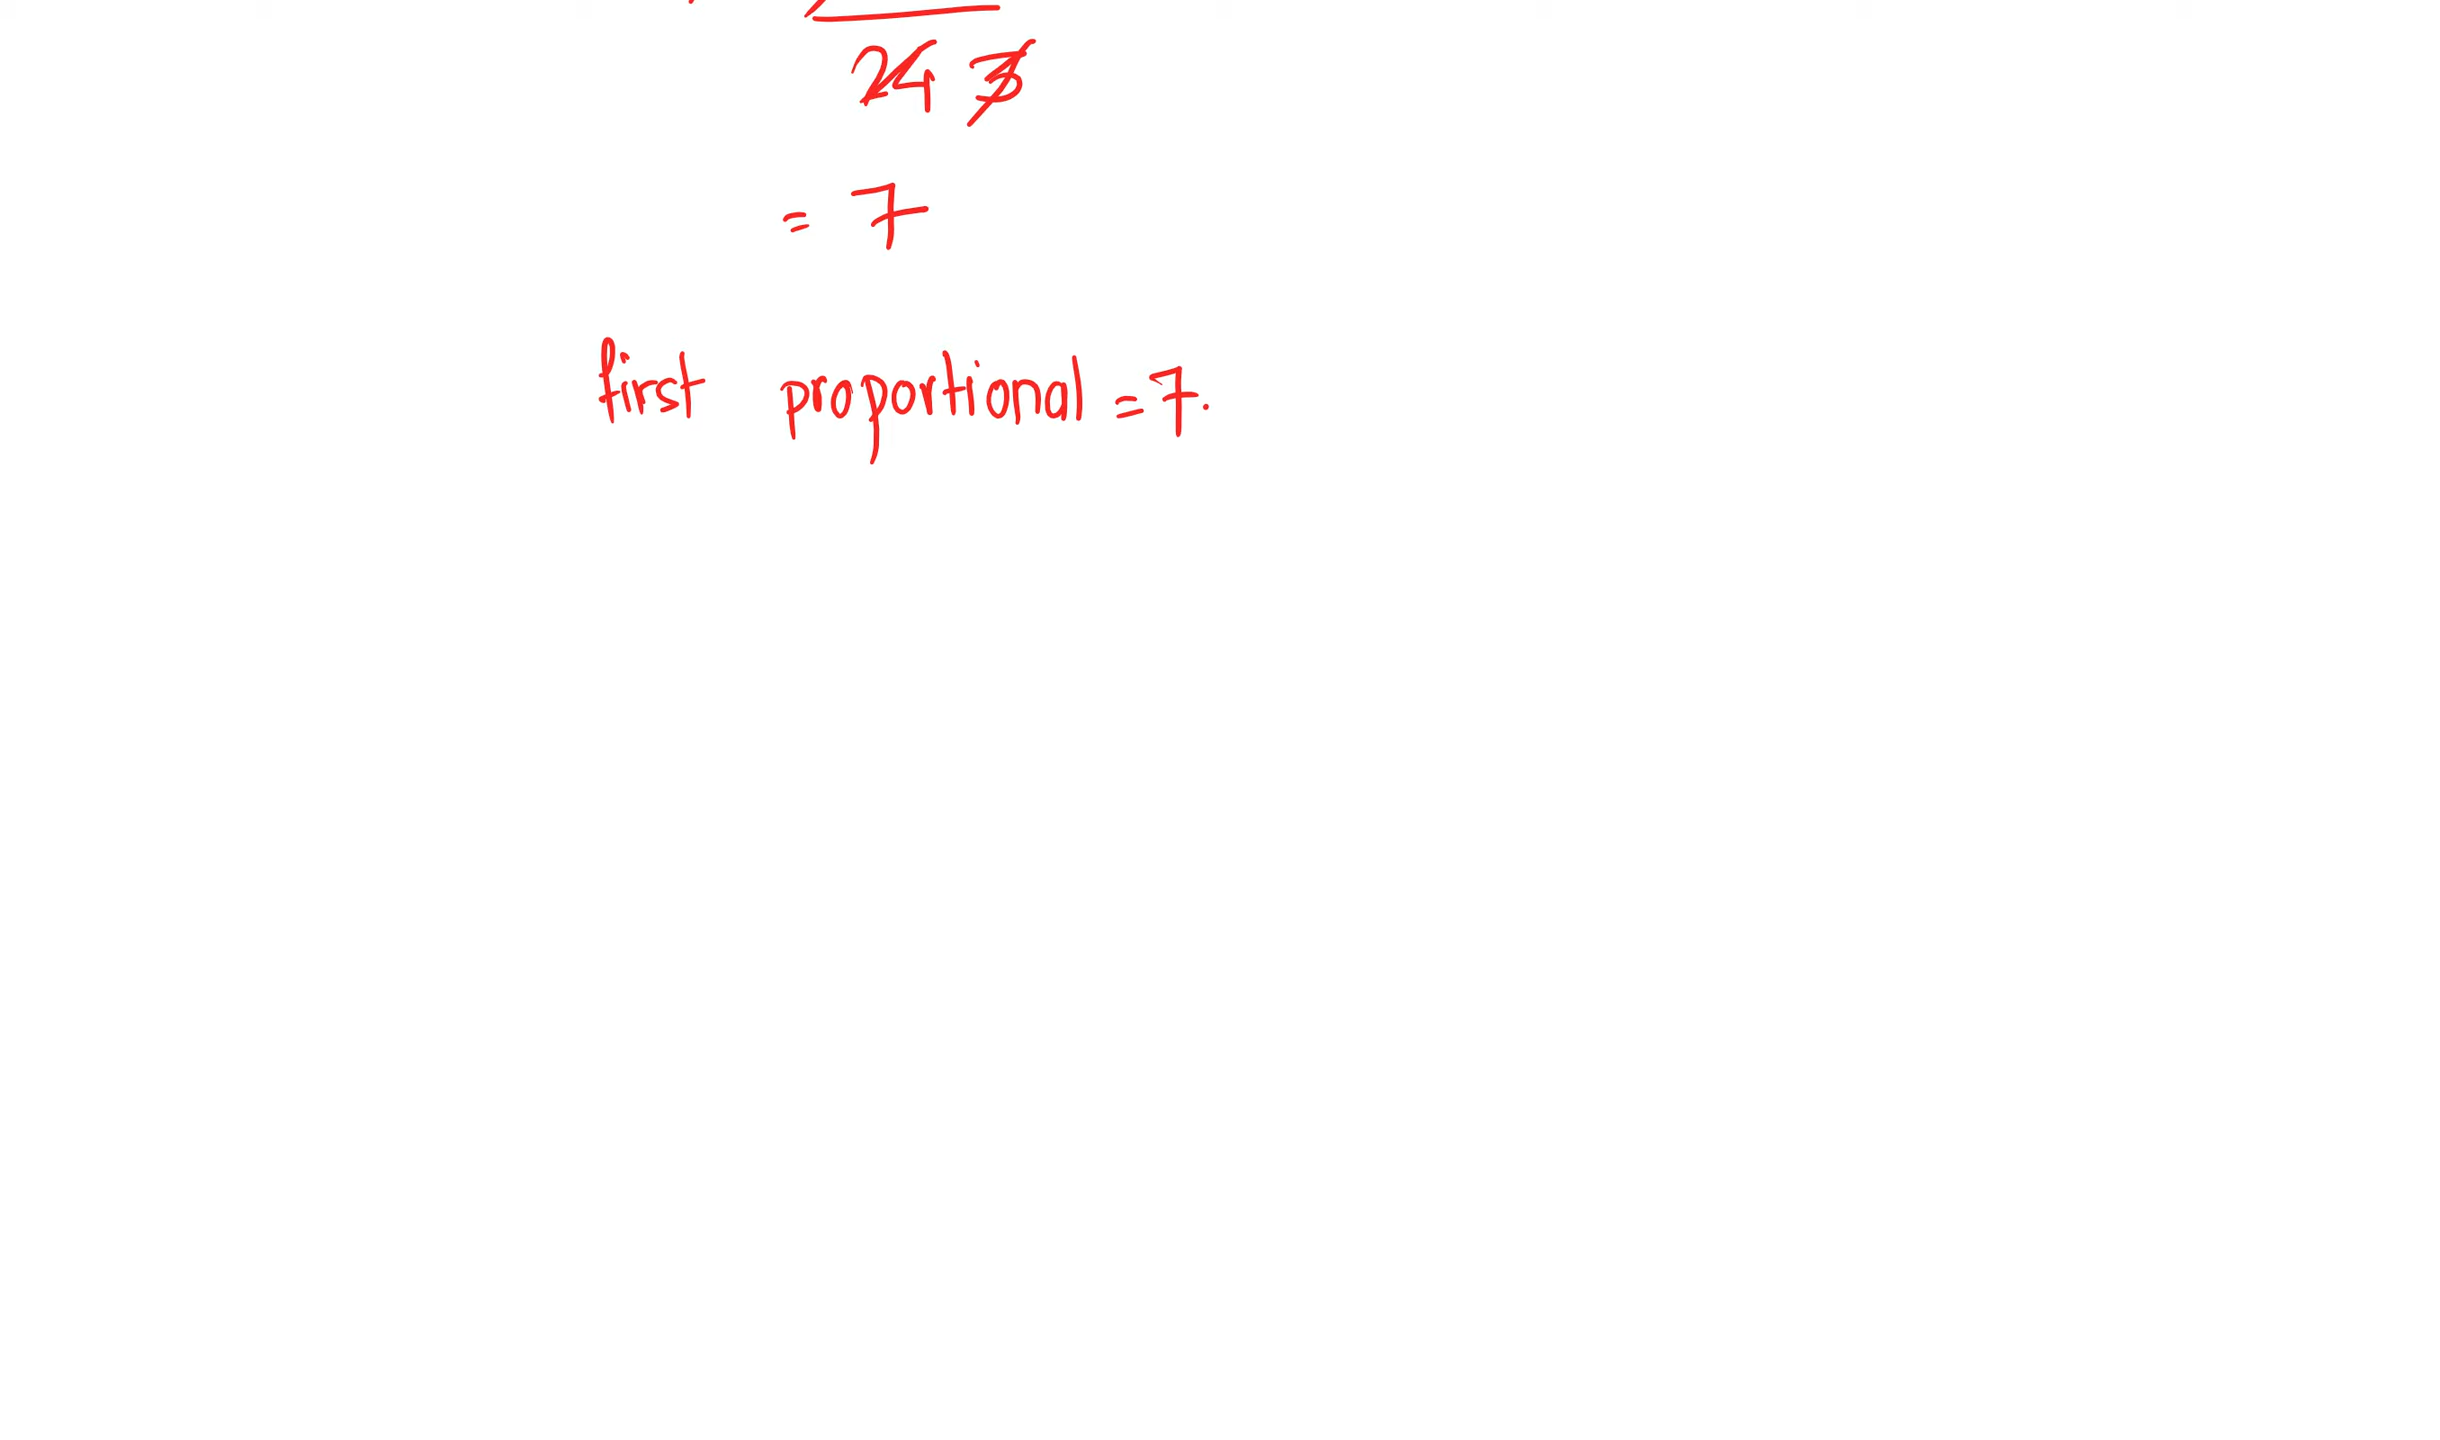 24 3
= 7
first proportional = 7.